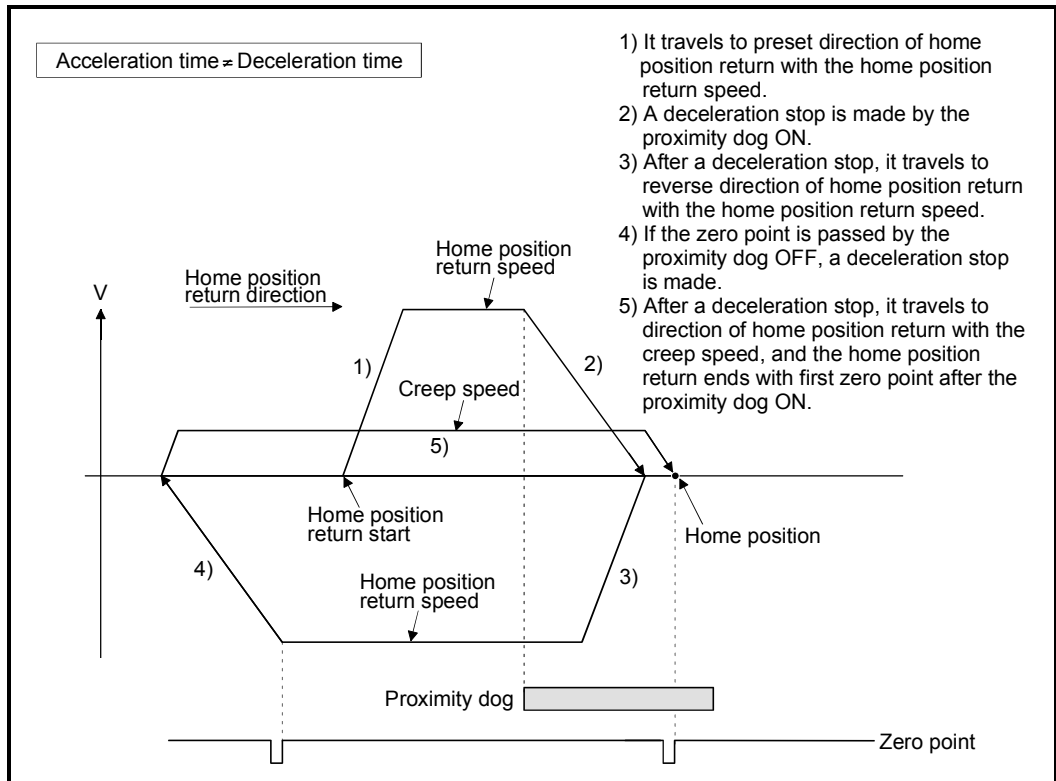 Acceleration time ≠ Deceleration time
1) It travels to preset direction of home
position return with the home position
return speed.
2) A deceleration stop is made by the
proximity dog ON.
3) After a deceleration stop, it travels to
reverse direction of home position return
with the home position return speed.
4) If the zero point is passed by the
proximity dog OFF, a deceleration stop
is made.
5) After a deceleration stop, it travels to
direction of home position return with the
creep speed, and the home position
return ends with first zero point after the
proximity dog ON.
Home position
return speed
Home position
return direction
V
1)
2)
Creep speed
5)
Home position
return start
Home position
4)
Home position
return speed
3)
Proximity dog
Zero point